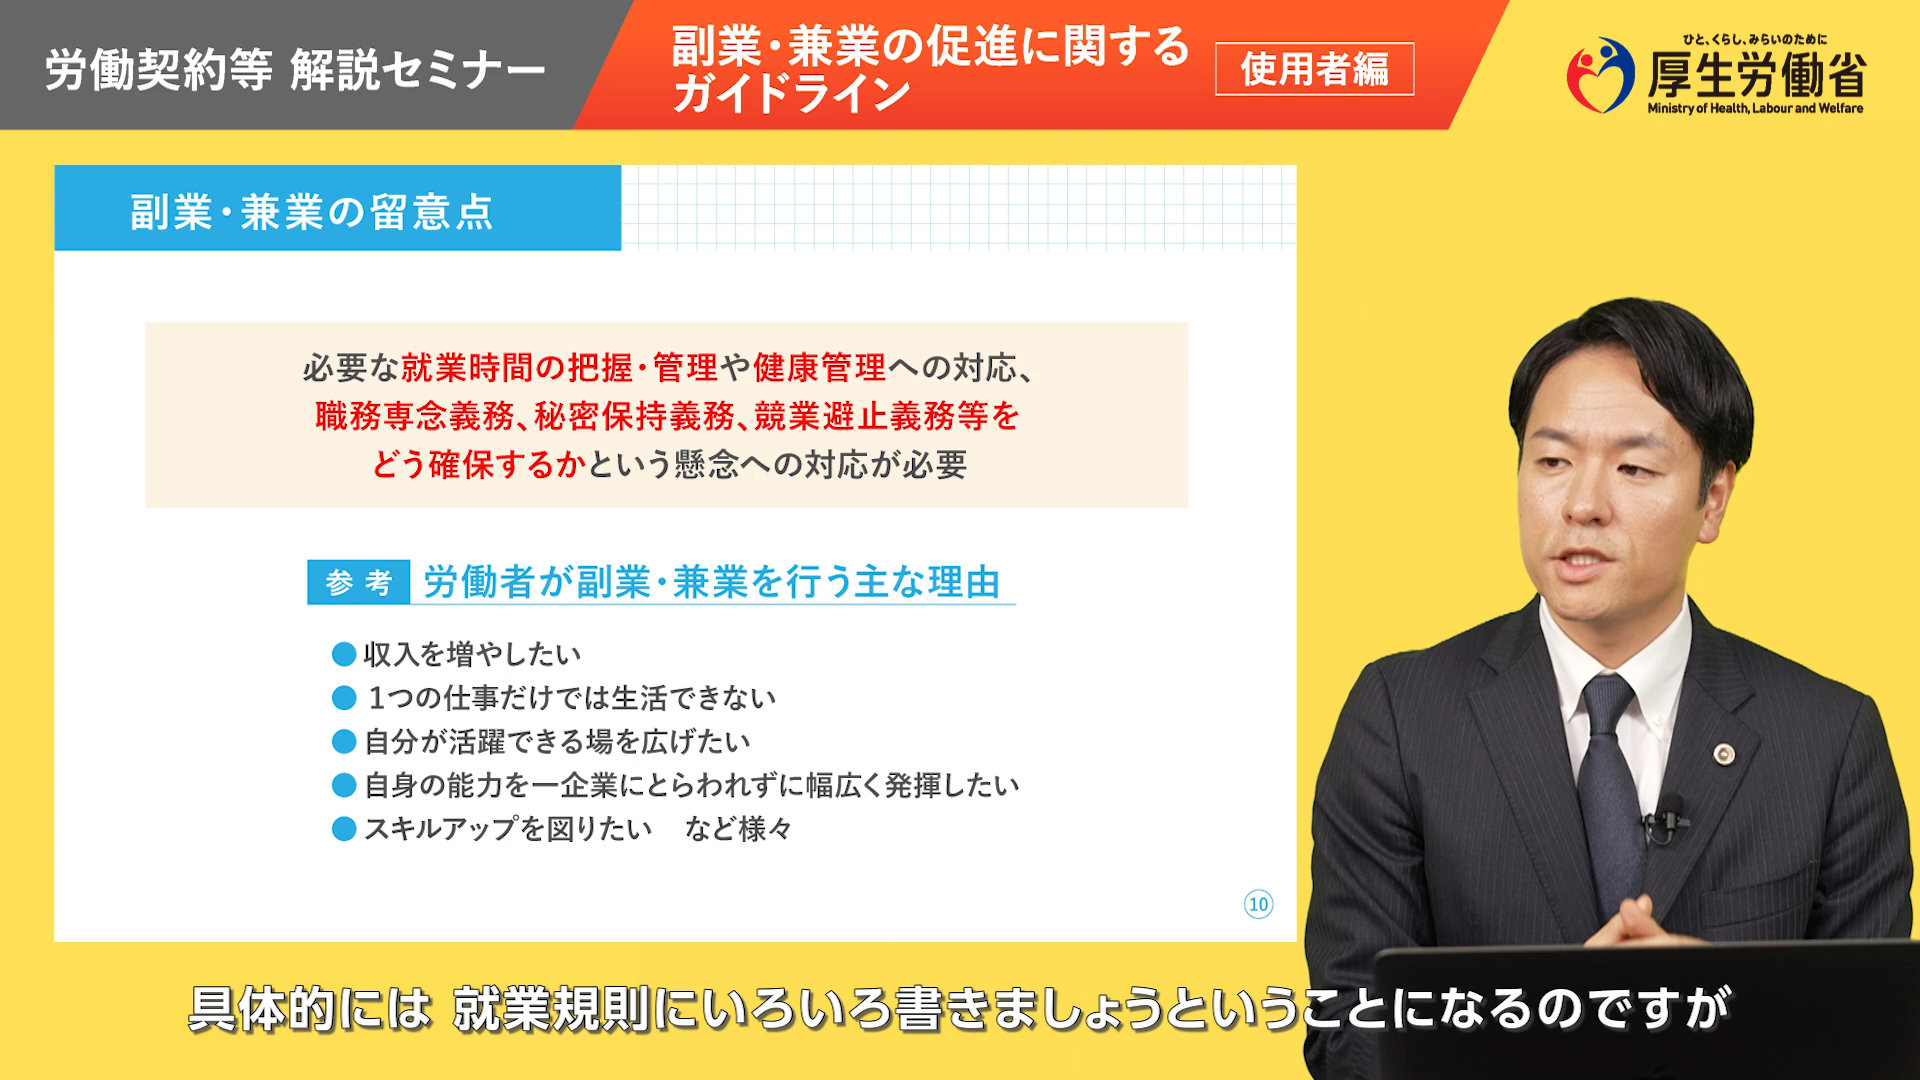 労働契約等 解説セミナー
副業・兼業の促進に関する
ガイドライン
使用者編
ひと、くらし、みらいのために
厚生労働省
Ministry of Health, Labour and Welfare
副業・兼業の留意点
必要な就業時間の把握・管理や健康管理への対応、
職務専念義務、秘密保持義務、競業避止義務等を
どう確保するかという懸念への対応が必要
参考 労働者が副業・兼業を行う主な理由
● 収入を増やしたい
● 1つの仕事だけでは生活できない
● 自分が活躍できる場を広げたい
● 自身の能力を一企業にとらわれずに幅広く発揮したい
● スキルアップを図りたい　など様々
10
具体的には 就業規則にいろいろ書きましょうということになるのですが